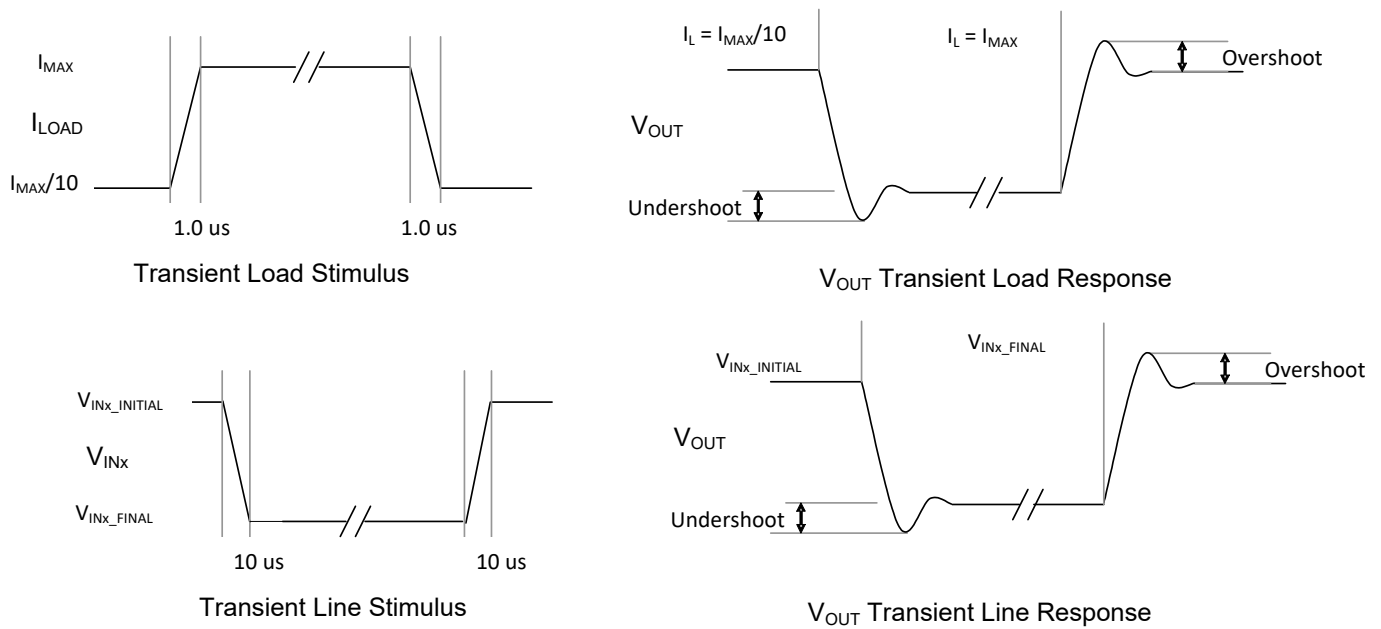 I_MAX
I_LOAD
I_MAX/10
1.0 us
1.0 us
Transient Load Stimulus
I_L = I_MAX/10
I_L = I_MAX
Overshoot
V_OUT
Undershoot
V_OUT Transient Load Response
V_INx_INITIAL
V_INx
V_INx_FINAL
10 us
10 us
Transient Line Stimulus
V_INx_INITIAL
V_INx_FINAL
Overshoot
V_OUT
Undershoot
V_OUT Transient Line Response